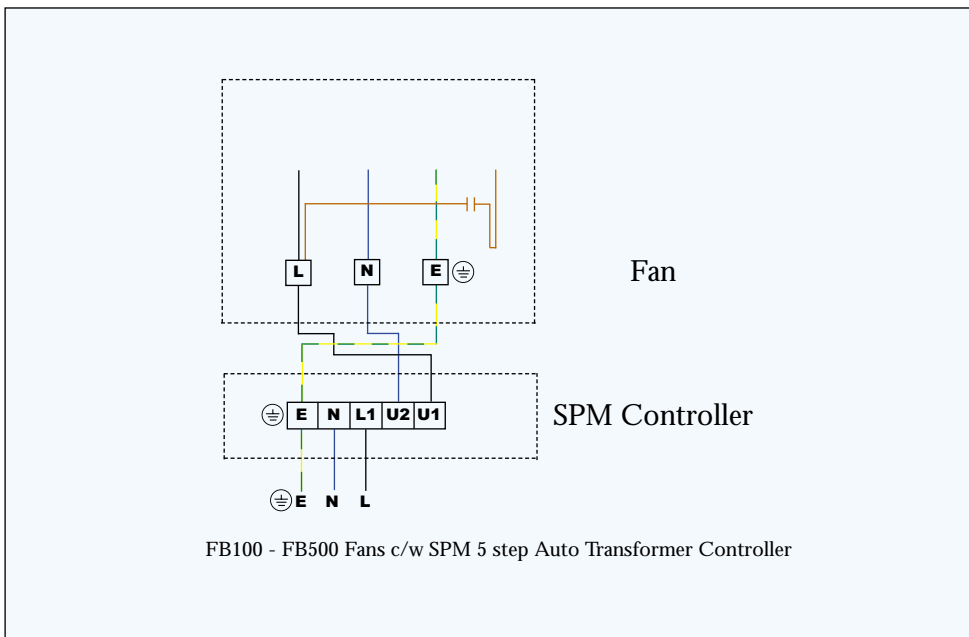 L N E
Fan
E N L1 U2 U1
SPM Controller
E N L
FB100 - FB500 Fans c/w SPM 5 step Auto Transformer Controller